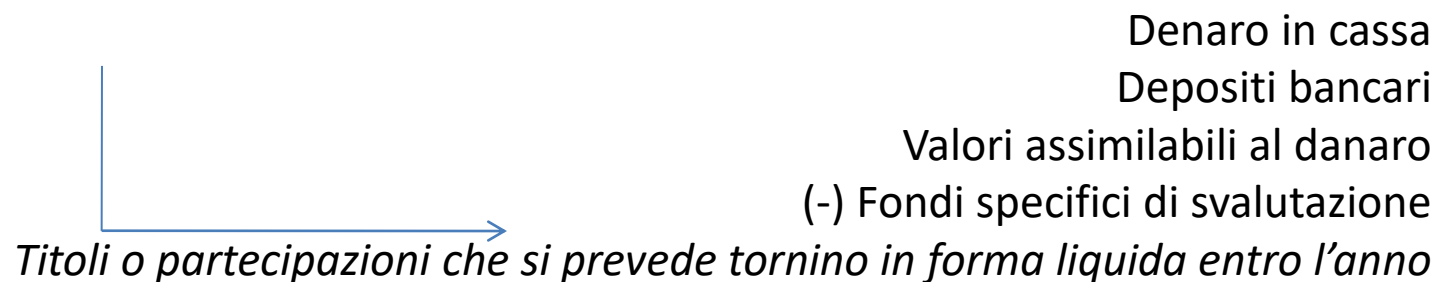 Denaro in cassa
Depositi bancari
Valori assimilabili al danaro
(-) Fondi specifici di svalutazione
Titoli o partecipazioni che si prevede tornino in forma liquida entro l’anno